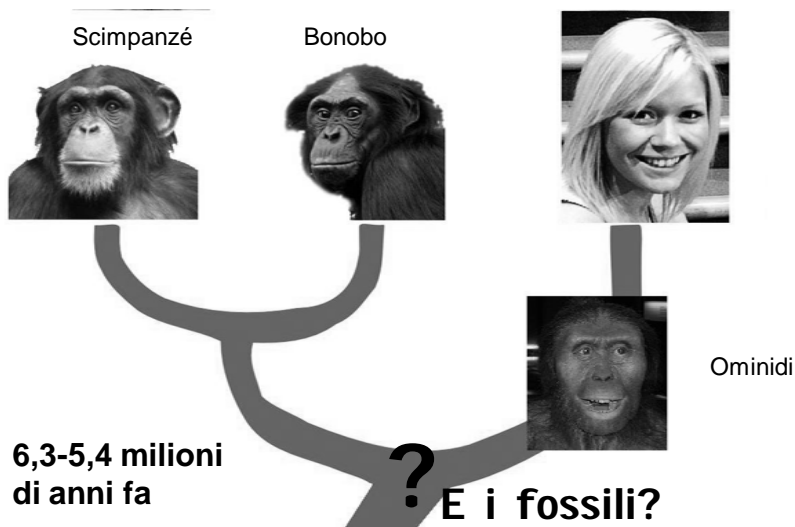 Scimpanzé
Bonobo
Ominidi
6,3-5,4 milioni
di anni fa
?
E i fossili?